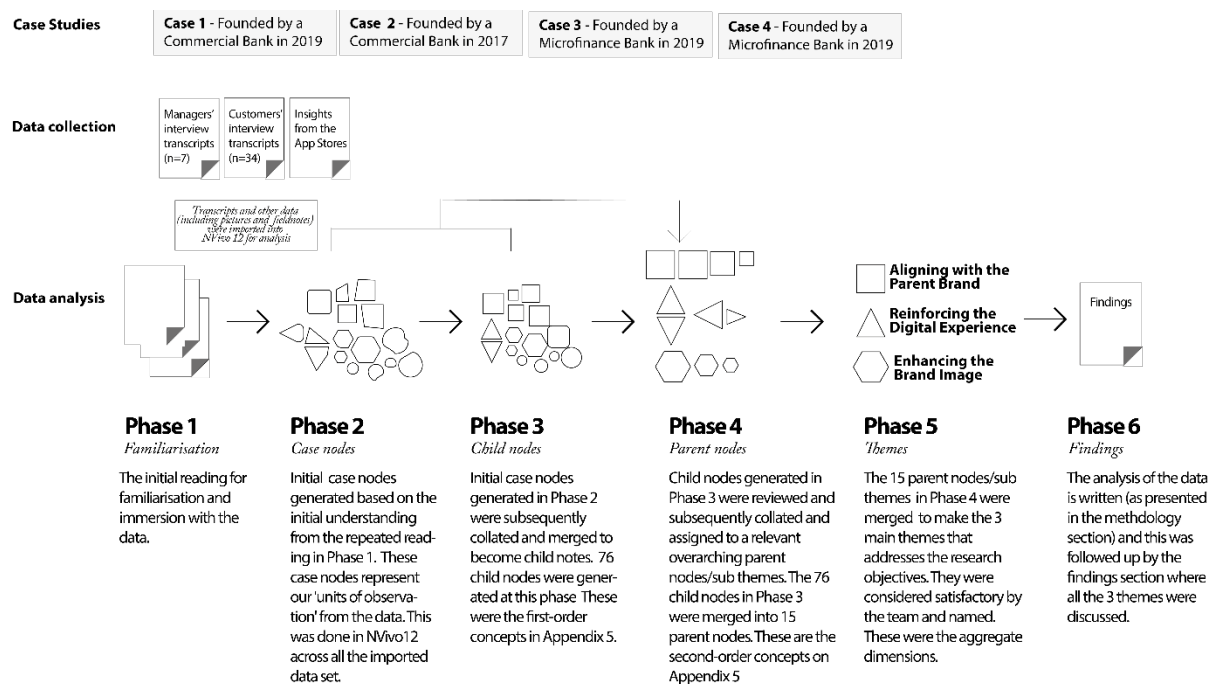 Case Studies
Case 1 - Founded by a
Commercial Bank in 2019
Case 2 - Founded by a
Commercial Bank in 2017
Case 3 - Founded by a
Microfinance Bank in 2019
Case 4 - Founded by a
Microfinance Bank in 2019
Data collection
Managers'
interview
transcripts
(n=7)
Customers'
interview
transcripts
(n=34)
Insights
from the
App Stores
Transcripts and other data
(including pictures and fieldnotes)
were imported into
NVivo 12 for analysis
Data analysis
Aligning with the
Parent Brand
Reinforcing the
Digital Experience
Enhancing the
Brand Image
Findings
Phase 1
Familiarisation
The initial reading for
familiarisation and
immersion with the
data.
Phase 2
Case nodes
Initial case nodes
generated based on the
initial understanding
from the repeated read-
ing in Phase 1. These
case nodes represent
our 'units of observa-
tion' from the data. This
was done in NVivo12
across all the imported
data set.
Phase 3
Child nodes
Initial case nodes
generated in Phase 2
were subsequently
collated and merged to
become child notes. 76
child nodes were gener-
ated at this phase These
were the first-order
concepts in Appendix 5.
Phase 4
Parent nodes
Child nodes generated in
Phase 3 were reviewed and
subsequently collated and
assigned to a relevant
overarching parent
nodes/sub themes. The 76
child nodes in Phase 3
were merged into 15
parent nodes. These are the
second-order concepts on
Appendix 5
Phase 5
Themes
The 15 parent nodes/sub
themes in Phase 4 were
merged to make the 3
main themes that
addresses the research
objectives. They were
considered satisfactory by
the team and named.
These were the aggregate
dimensions.
Phase 6
Findings
The analysis of the data
is written (as presented
in the methdology
section) and this was
followed up by the
findings section where
all the 3 themes were
discussed.